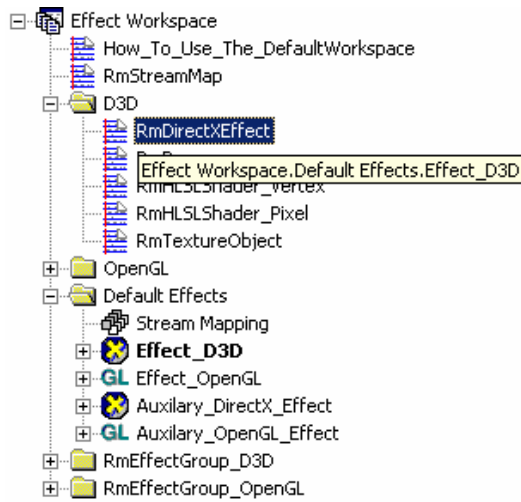 Effect Workspace
How_To_Use_The_DefaultWorkspace
RmStreamMap
D3D
RmDirectXEffect
Effect Workspace.Default Effects.Effect_D3D
RmHLSLShader_Vertex
RmHLSLShader_Pixel
RmTextureObject
OpenGL
Default Effects
Stream Mapping
Effect_D3D
GL Effect_OpenGL
Auxilary_DirectX_Effect
GL Auxilary_OpenGL_Effect
RmEffectGroup_D3D
RmEffectGroup_OpenGL